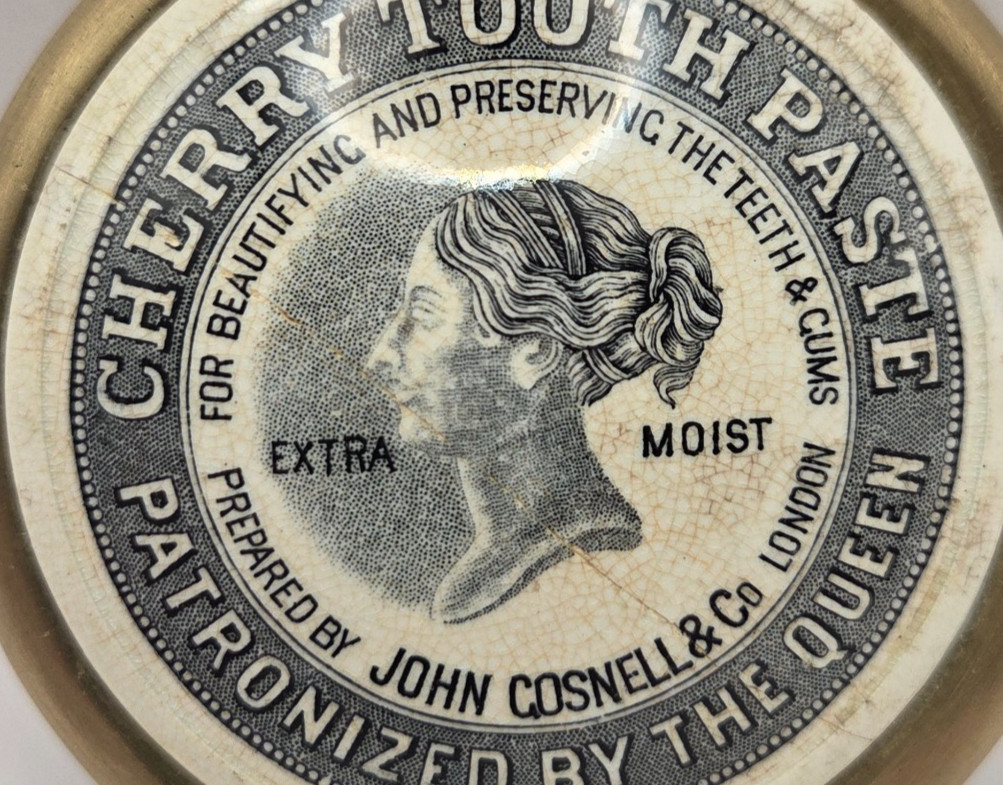 CHERRY TOOTH PASTE
PATRONIZED BY THE QUEEN
FOR BEAUTIFYING AND PRESERVING THE TEETH & GUMS
EXTRA MOIST
PREPARED BY JOHN COSNELL & Co LONDON